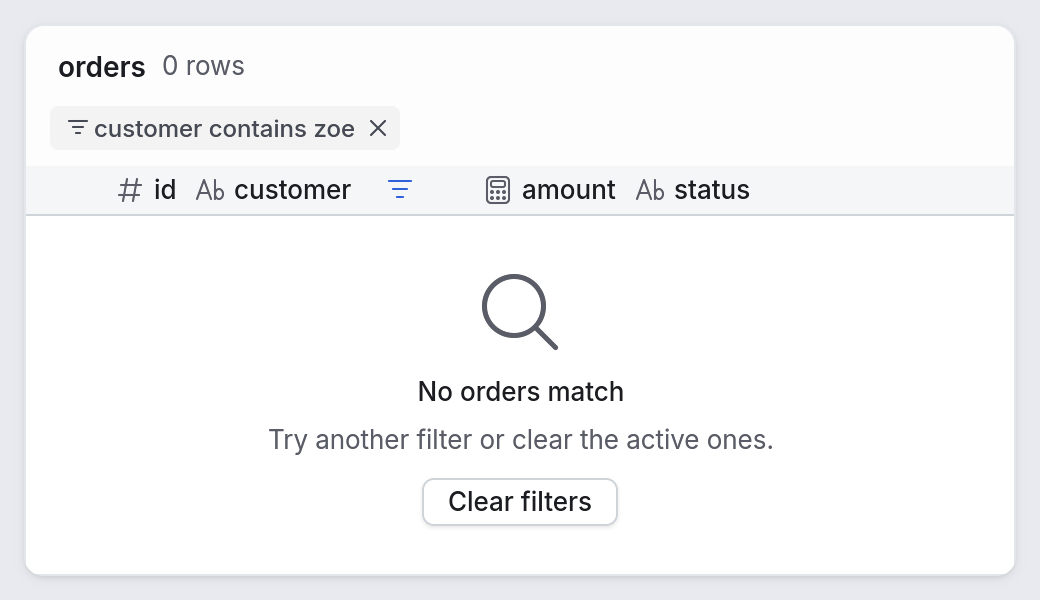 orders 0 rows
customer contains zoe
# id Ab customer amount Ab status
No orders match
Try another filter or clear the active ones.
Clear filters